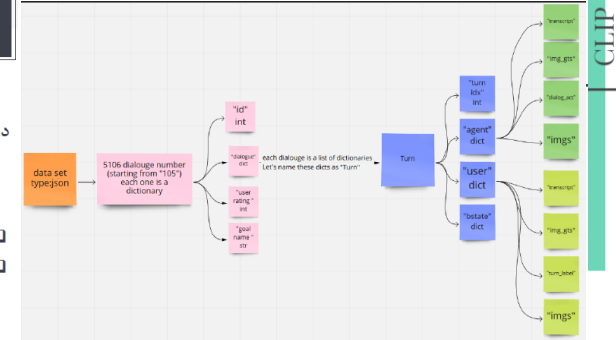 data set
type:json
5106 dialouge number
(starting from "105")
each one is a
dictionary
"id"
int
"dialogue"
dict
"user
rating "
int
"goal
name "
str
each dialouge is a list of dictionaries
Let's name these dicts as "Turn"
Turn
"turn
idx"
int
"agent"
dict
"user"
dict
"bstate"
dict
"transcript"
"img_gts"
"dialog_act"
"imgs"
"transcript"
"img_gts"
"turn_label"
"imgs"
CLIP